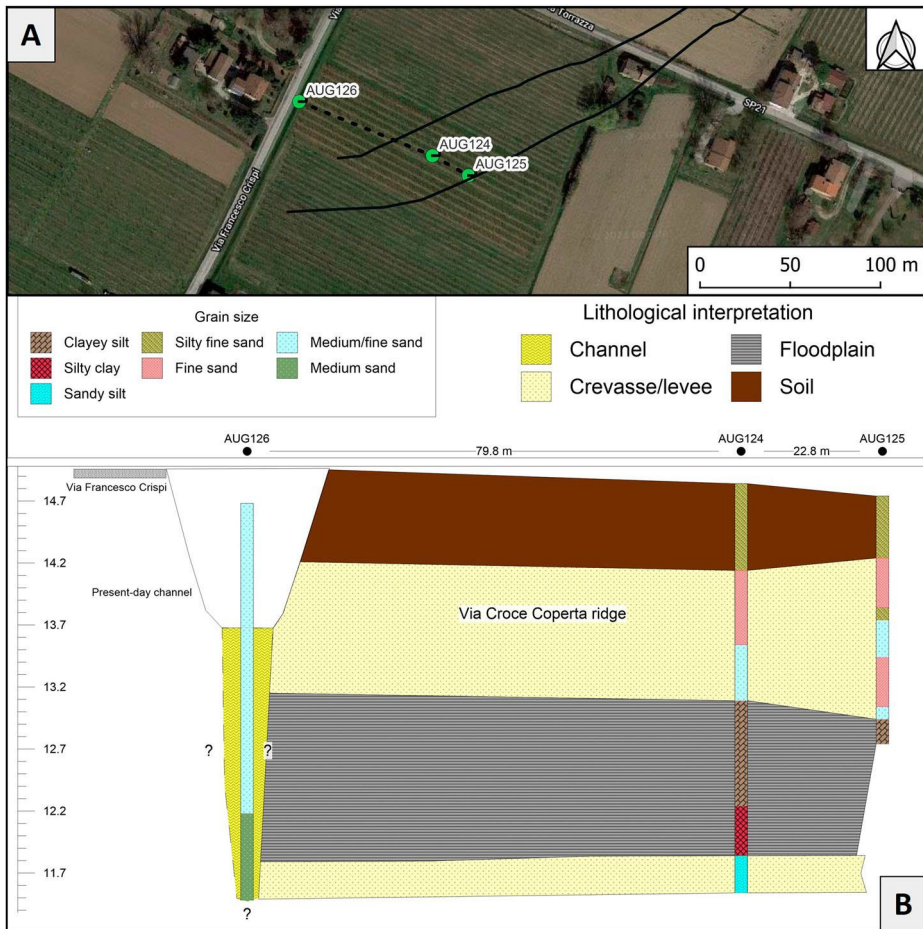 A
Torrazza
AUG126
AUG124
AUG125
SP21
Via Francesco Crispi
0 50 100 m
Grain size
Clayey silt
Silty fine sand
Medium/fine sand
Silty clay
Fine sand
Medium sand
Sandy silt
Lithological interpretation
Channel
Floodplain
Crevasse/levee
Soil
AUG126
79.8 m
AUG124
22.8 m
AUG125
14.7
Via Francesco Crispi
14.2
Present-day channel
13.7
Via Croce Coperta ridge
13.2
12.7
? ?
12.2
11.7
?
B